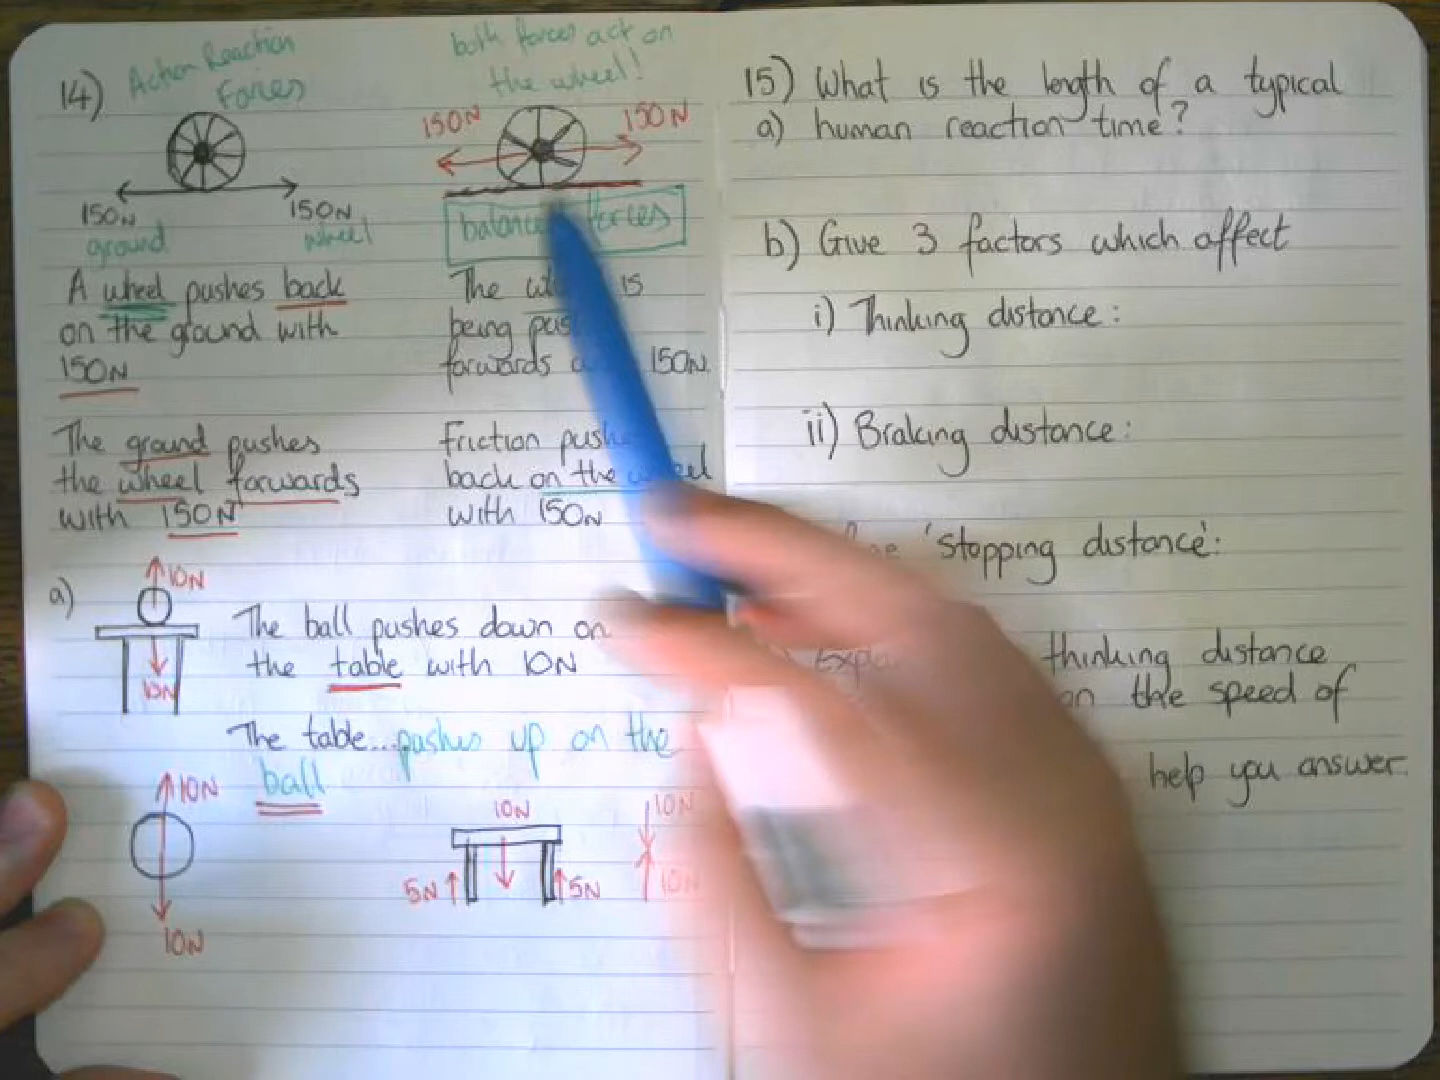 14)
Action Reaction
Forces
both forces act on
the wheel!
150N
150N
150N
ground
150N
wheel
balance forces
A wheel pushes back
on the ground with
150N
The is
being
forwards 150N
The ground pushes
the wheel forwards
with 150N
Friction
back on the
with 150N
a)
10N
10N
The ball pushes down on
the table with 10N
The table...pushes up on the
ball
10N
10N
10N
5N
5N
10N
10N
15) What is the length of a typical
a) human reaction time?
b) Give 3 factors which affect
i) Thinking distance:
ii) Braking distance:
'stopping distance':
thinking distance
on the speed of
help you answer